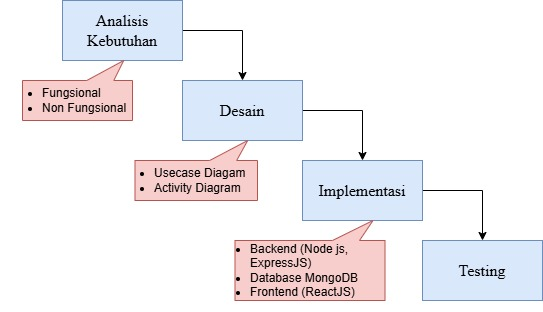 Analisis
Kebutuhan
Fungsional
Non Fungsional
Desain
Usecase Diagam
Activity Diagram
Implementasi
Backend (Node js,
ExpressJS)
Database MongoDB
Frontend (ReactJS)
Testing